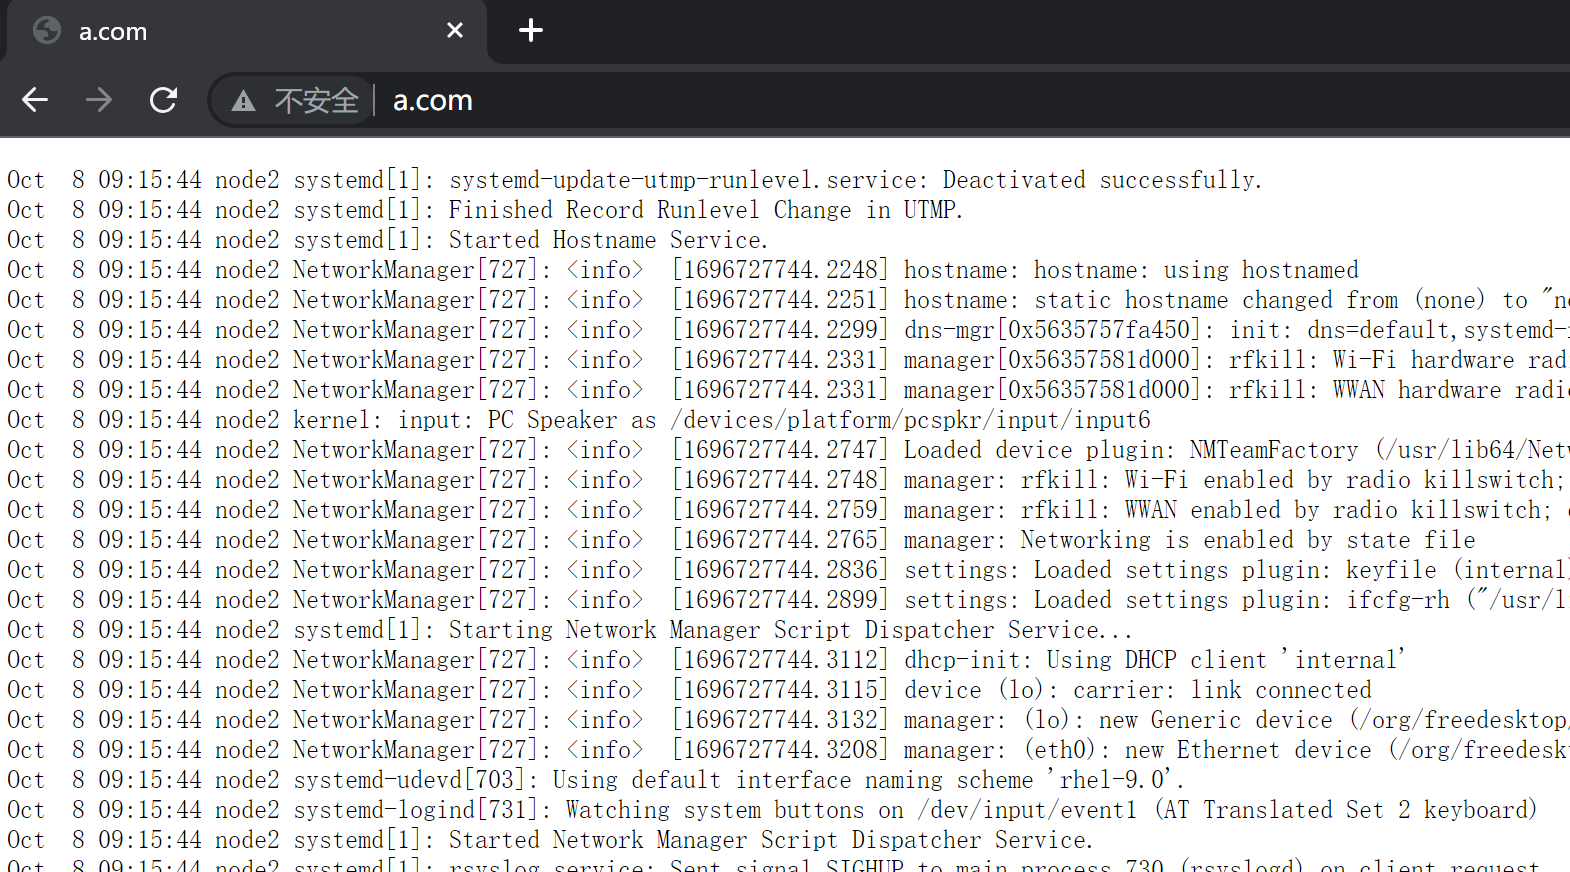 a.com
不安全 a.com
Oct  8 09:15:44 node2 systemd[1]: systemd-update-utmp-runlevel.service: Deactivated successfully.
Oct  8 09:15:44 node2 systemd[1]: Finished Record Runlevel Change in UTMP.
Oct  8 09:15:44 node2 systemd[1]: Started Hostname Service.
Oct  8 09:15:44 node2 NetworkManager[727]: <info>  [1696727744.2248] hostname: hostname: using hostnamed
Oct  8 09:15:44 node2 NetworkManager[727]: <info>  [1696727744.2251] hostname: static hostname changed from (none) to "no
Oct  8 09:15:44 node2 NetworkManager[727]: <info>  [1696727744.2299] dns-mgr[0x5635757fa450]: init: dns=default,systemd-
Oct  8 09:15:44 node2 NetworkManager[727]: <info>  [1696727744.2331] manager[0x56357581d000]: rfkill: Wi-Fi hardware radi
Oct  8 09:15:44 node2 NetworkManager[727]: <info>  [1696727744.2331] manager[0x56357581d000]: rfkill: WWAN hardware radio
Oct  8 09:15:44 node2 kernel: input: PC Speaker as /devices/platform/pcspkr/input/input6
Oct  8 09:15:44 node2 NetworkManager[727]: <info>  [1696727744.2747] Loaded device plugin: NMTeamFactory (/usr/lib64/Netw
Oct  8 09:15:44 node2 NetworkManager[727]: <info>  [1696727744.2748] manager: rfkill: Wi-Fi enabled by radio killswitch;
Oct  8 09:15:44 node2 NetworkManager[727]: <info>  [1696727744.2759] manager: rfkill: WWAN enabled by radio killswitch;
Oct  8 09:15:44 node2 NetworkManager[727]: <info>  [1696727744.2765] manager: Networking is enabled by state file
Oct  8 09:15:44 node2 NetworkManager[727]: <info>  [1696727744.2836] settings: Loaded settings plugin: keyfile (internal)
Oct  8 09:15:44 node2 NetworkManager[727]: <info>  [1696727744.2899] settings: Loaded settings plugin: ifcfg-rh ("/usr/li
Oct  8 09:15:44 node2 systemd[1]: Starting Network Manager Script Dispatcher Service...
Oct  8 09:15:44 node2 NetworkManager[727]: <info>  [1696727744.3112] dhcp-init: Using DHCP client 'internal'
Oct  8 09:15:44 node2 NetworkManager[727]: <info>  [1696727744.3115] device (lo): carrier: link connected
Oct  8 09:15:44 node2 NetworkManager[727]: <info>  [1696727744.3132] manager: (lo): new Generic device (/org/freedesktop/
Oct  8 09:15:44 node2 NetworkManager[727]: <info>  [1696727744.3208] manager: (eth0): new Ethernet device (/org/freedesk
Oct  8 09:15:44 node2 systemd-udevd[703]: Using default interface naming scheme 'rhel-9.0'.
Oct  8 09:15:44 node2 systemd-logind[731]: Watching system buttons on /dev/input/event1 (AT Translated Set 2 keyboard)
Oct  8 09:15:44 node2 systemd[1]: Started Network Manager Script Dispatcher Service.
Oct  8 09:15:44 node2 systemd[1]: rsyslog.service: Sent signal SIGHUP to main process 730 (rsyslogd) on client request.